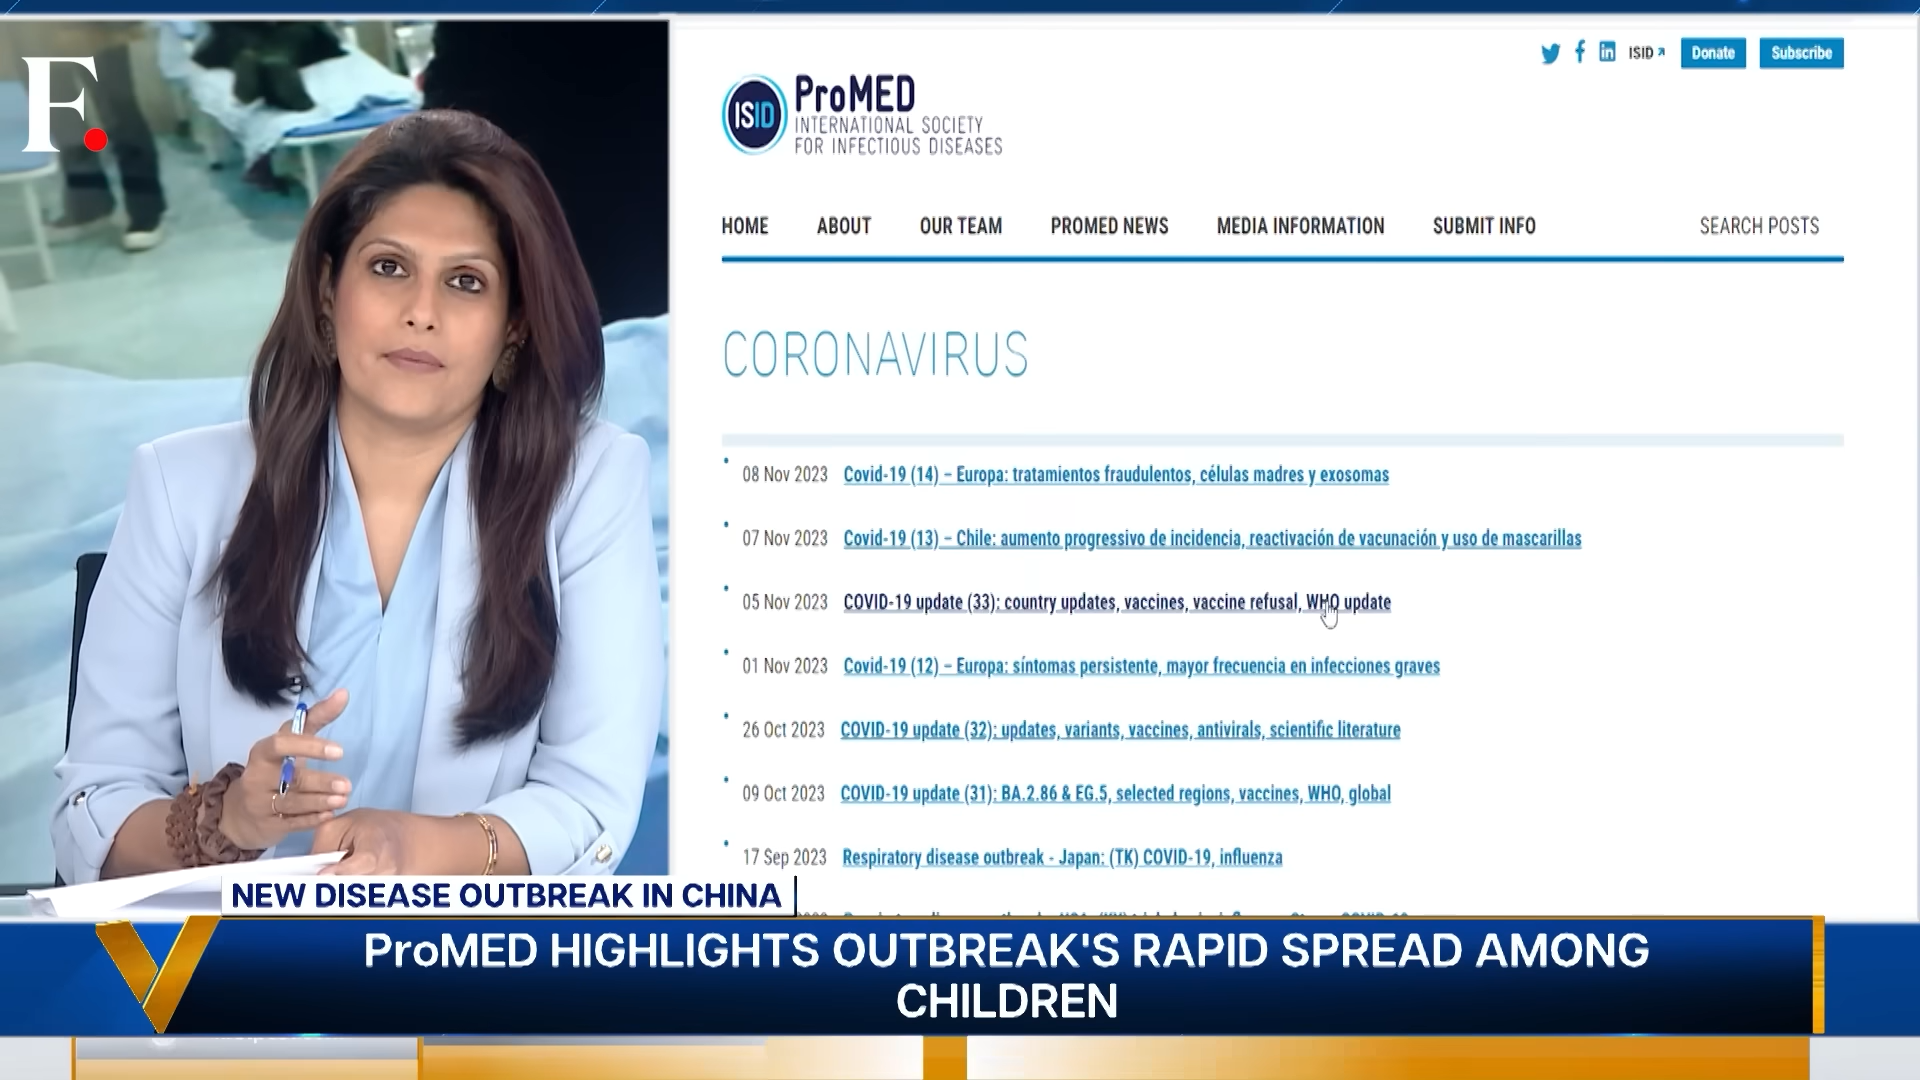 F.
ISID
Donate
Subscribe
ISID
ProMED
INTERNATIONAL SOCIETY
FOR INFECTIOUS DISEASES
HOME
ABOUT
OUR TEAM
PROMED NEWS
MEDIA INFORMATION
SUBMIT INFO
SEARCH POSTS
CORONAVIRUS
08 Nov 2023 Covid-19 (14) – Europa: tratamientos fraudulentos, células madres y exosomas
07 Nov 2023 Covid-19 (13) – Chile: aumento progresivo de incidencia, reactivación de vacunación y uso de mascarillas
05 Nov 2023 COVID-19 update (33): country updates, vaccines, vaccine refusal, WHO update
01 Nov 2023 Covid-19 (12) – Europa: síntomas persistente, mayor frecuencia en infecciones graves
26 Oct 2023 COVID-19 update (32): updates, variants, vaccines, antivirals, scientific literature
09 Oct 2023 COVID-19 update (31): BA.2.86 & EG.5, selected regions, vaccines, WHO, global
17 Sep 2023 Respiratory disease outbreak - Japan: (TK) COVID-19, influenza
NEW DISEASE OUTBREAK IN CHINA
ProMED HIGHLIGHTS OUTBREAK'S RAPID SPREAD AMONG
CHILDREN